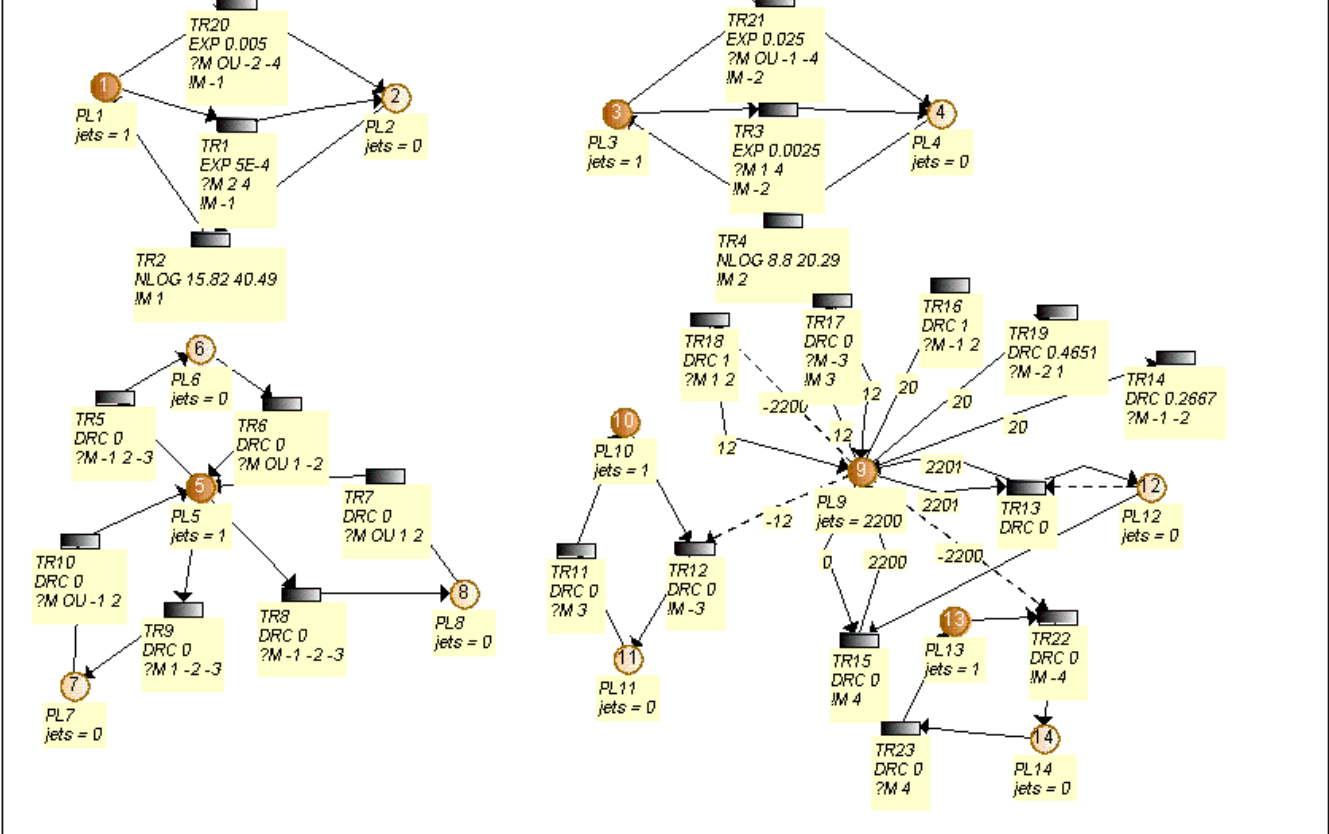 TR20
EXP 0.005
?M OU -2 -4
!M -1
1
PL1
jets = 1
2
PL2
jets = 0
TR1
EXP 5E-4
?M 2 4
!M -1
TR2
NLOG 15.82 40.49
!M 1
TR21
EXP 0.025
?M OU -1 -4
!M -2
3
PL3
jets = 1
4
PL4
jets = 0
TR3
EXP 0.0025
?M 1 4
!M -2
TR4
NLOG 8.8 20.29
!M 2
6
PL6
jets = 0
TR5
DRC 0
?M -1 2 -3
TR6
DRC 0
?M OU 1 -2
5
PL5
jets = 1
TR7
DRC 0
?M OU 1 2
TR10
DRC 0
?M OU -1 2
TR9
DRC 0
?M 1 -2 -3
TR8
DRC 0
?M -1 -2 -3
8
PL8
jets = 0
7
PL7
jets = 0
TR18
DRC 1
?M 1 2
TR17
DRC 0
?M -3
!M 3
TR16
DRC 1
?M -1 2
TR19
DRC 0.4651
?M -2 1
TR14
DRC 0.2667
?M -1 -2
-2200
12
12
12
20
20
20
10
PL10
jets = 1
9
PL9
jets = 2200
2201
2201
TR13
DRC 0
12
PL12
jets = 0
-12
0
2200
-2200
TR11
DRC 0
?M 3
TR12
DRC 0
!M -3
11
PL11
jets = 0
TR15
DRC 0
!M 4
13
PL13
jets = 1
TR22
DRC 0
!M -4
TR23
DRC 0
?M 4
14
PL14
jets = 0